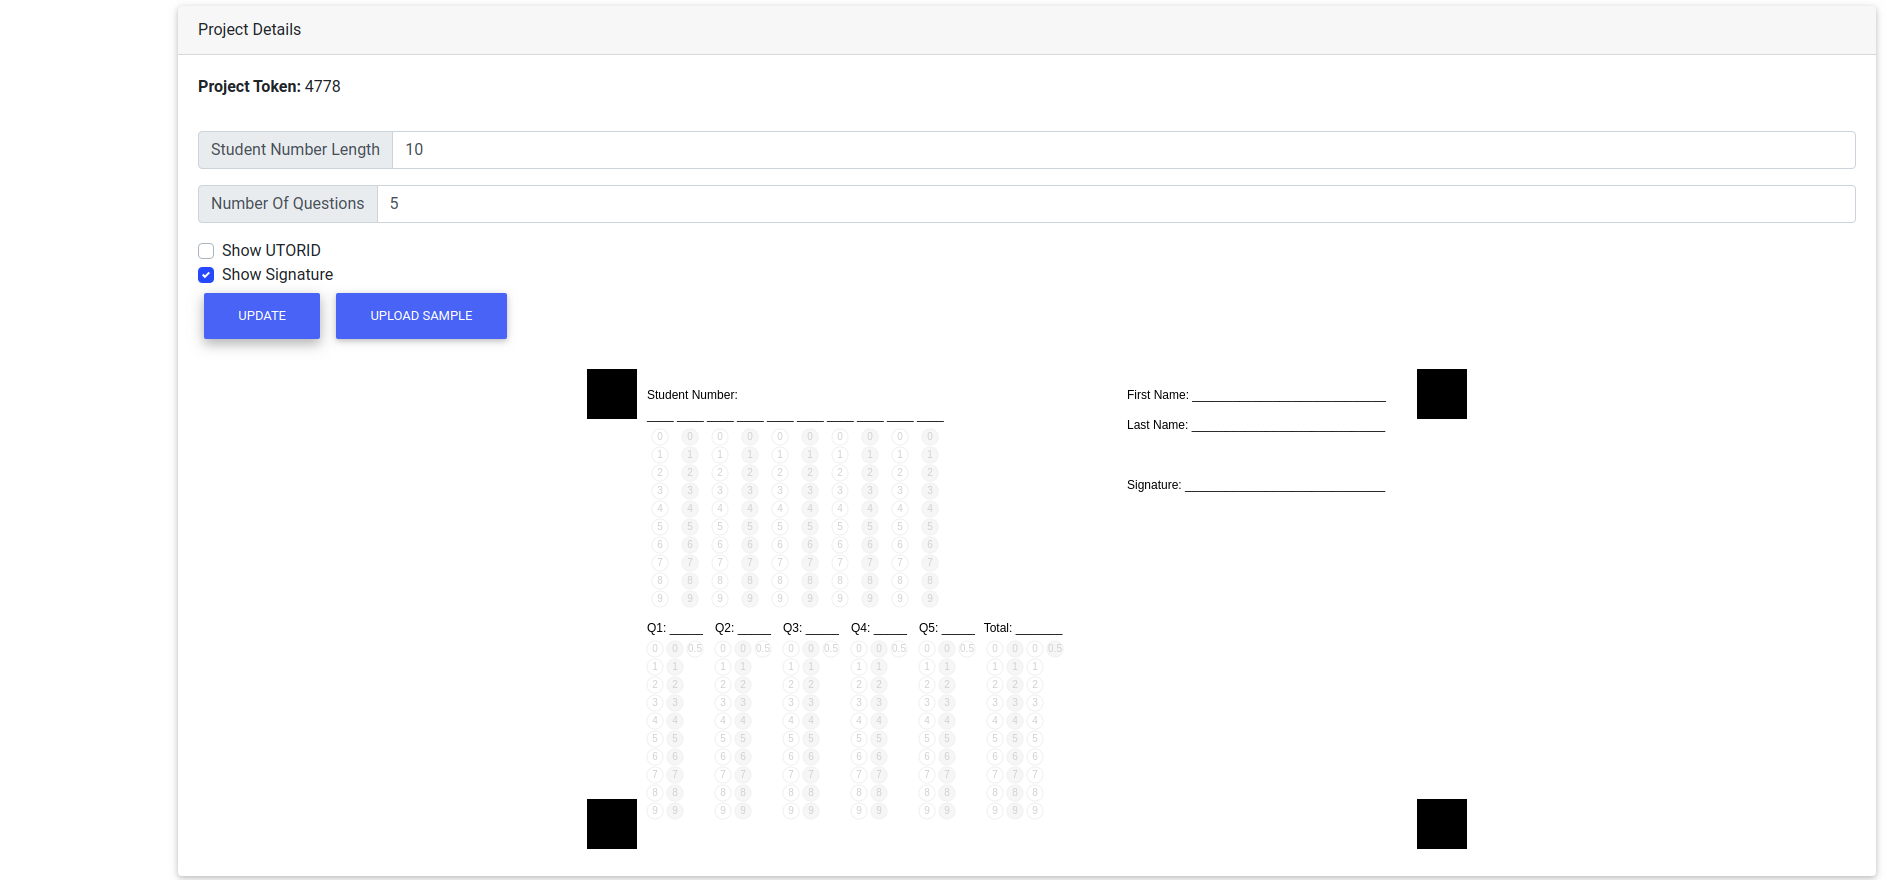 Project Details
Project Token: 4778
Student Number Length 10
Number Of Questions 5
Show UTORID
Show Signature
UPDATE UPLOAD SAMPLE
Student Number: First Name: ____________________________
____ ____ ____ ____ ____ ____ ____ ____ ____ ____
Last Name: ____________________________
0 0 0 0 0 0 0 0 0 0
1 1 1 1 1 1 1 1 1 1
2 2 2 2 2 2 2 2 2 2
3 3 3 3 3 3 3 3 3 3
Signature: _____________________________
4 4 4 4 4 4 4 4 4 4
5 5 5 5 5 5 5 5 5 5
6 6 6 6 6 6 6 6 6 6
7 7 7 7 7 7 7 7 7 7
8 8 8 8 8 8 8 8 8 8
9 9 9 9 9 9 9 9 9 9
Q1: _____ Q2: _____ Q3: _____ Q4: _____ Q5: _____ Total: _______
0 0 0.5 0 0 0.5 0 0 0.5 0 0 0.5 0 0 0.5 0 0 0 0.5
1 1 1 1 1 1 1 1 1 1 1 1 1
2 2 2 2 2 2 2 2 2 2 2 2 2
3 3 3 3 3 3 3 3 3 3 3 3 3
4 4 4 4 4 4 4 4 4 4 4 4 4
5 5 5 5 5 5 5 5 5 5 5 5 5
6 6 6 6 6 6 6 6 6 6 6 6 6
7 7 7 7 7 7 7 7 7 7 7 7 7
8 8 8 8 8 8 8 8 8 8 8 8 8
9 9 9 9 9 9 9 9 9 9 9 9 9